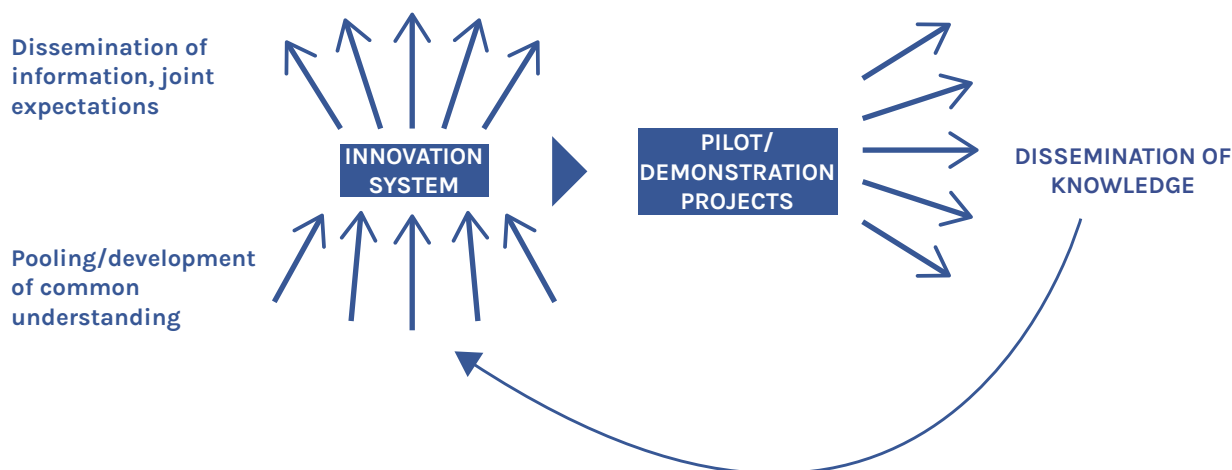 Dissemination of
information, joint
expectations
INNOVATION
SYSTEM
Pooling/development
of common
understanding
PILOT/
DEMONSTRATION
PROJECTS
DISSEMINATION OF
KNOWLEDGE